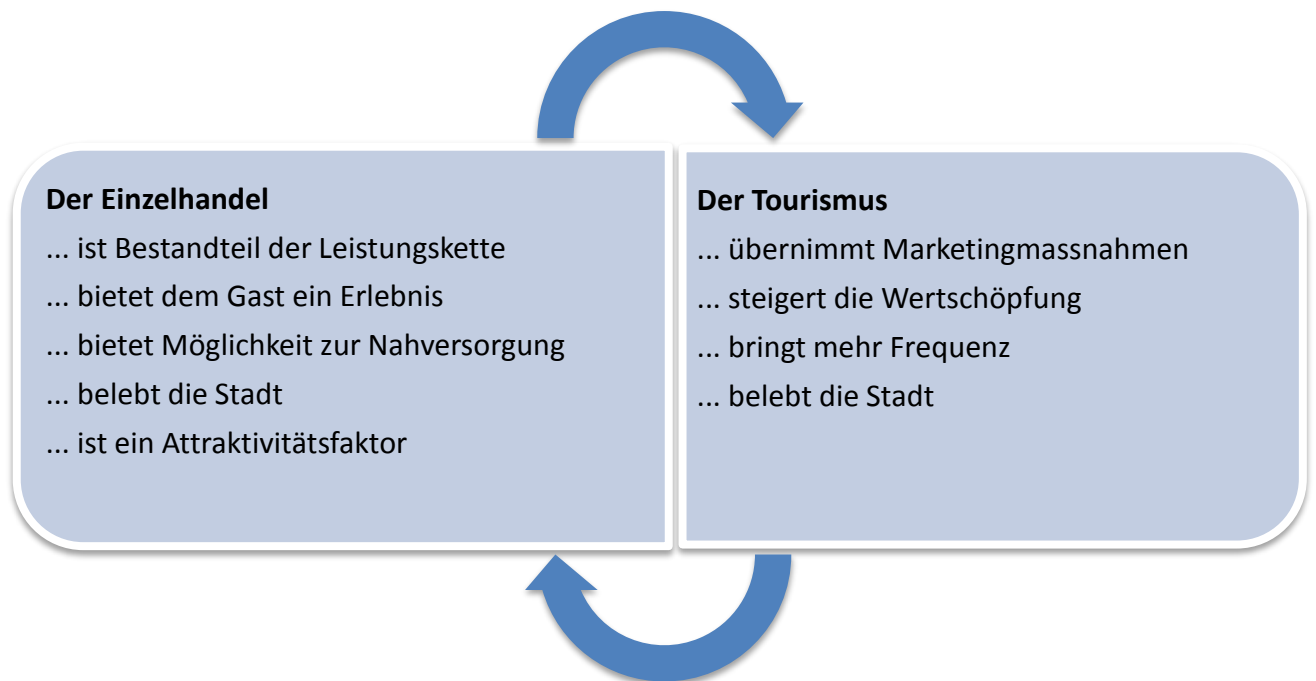 Der Einzelhandel
... ist Bestandteil der Leistungskette
... bietet dem Gast ein Erlebnis
... bietet Möglichkeit zur Nahversorgung
... belebt die Stadt
... ist ein Attraktivitätsfaktor
Der Tourismus
... übernimmt Marketingmassnahmen
... steigert die Wertschöpfung
... bringt mehr Frequenz
... belebt die Stadt